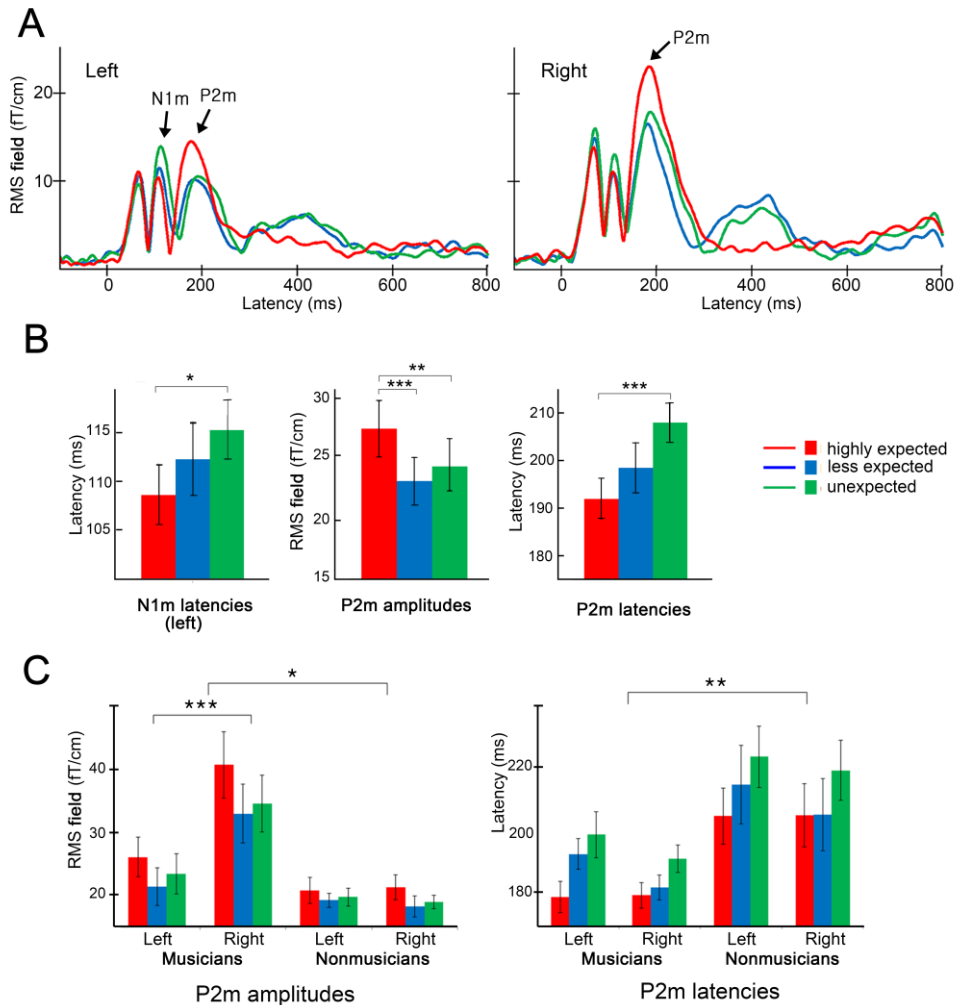 A
Left
Right
N1m
P2m
P2m
RMS field (fT/cm)
20
10
0
200
400
600
800
Latency (ms)
0
200
400
600
800
Latency (ms)
B
*
Latency (ms)
115
110
105
N1m latencies
(left)
**
***
RMS field (fT/cm)
30
26
22
15
P2m amplitudes
***
Latency (ms)
210
200
190
180
P2m latencies
highly expected
less expected
unexpected
C
*
***
RMS field (fT/cm)
40
30
20
Left
Right
Left
Right
Musicians
Nonmusicians
P2m amplitudes
**
Latency (ms)
220
200
180
Left
Right
Left
Right
Musicians
Nonmusicians
P2m latencies